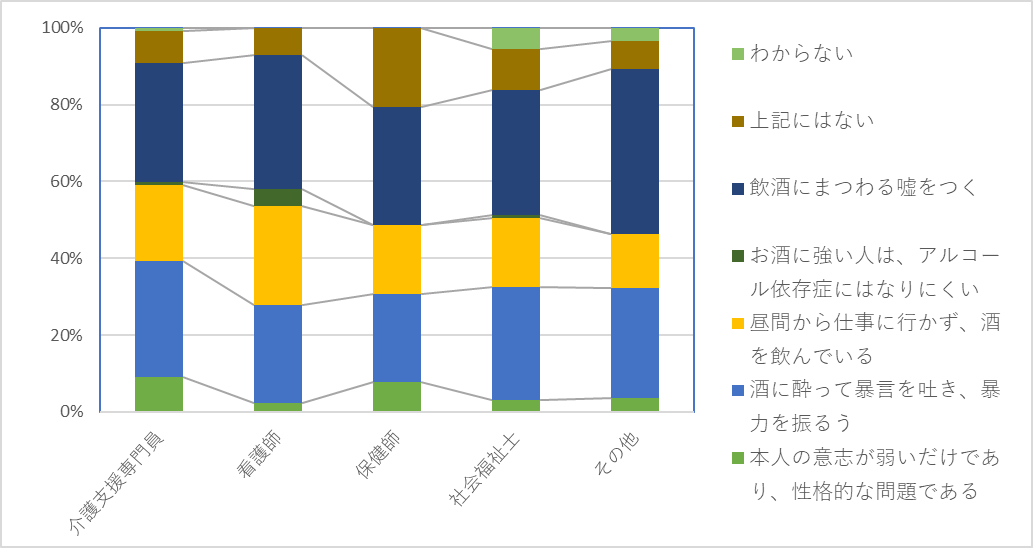 100%
80%
60%
40%
20%
0%
介護支援専門員
看護師
保健師
社会福祉士
その他
わからない
上記にはない
飲酒にまつわる嘘をつく
お酒に強い人は、アルコー
ル依存症にはなりにくい
昼間から仕事に行かず、酒
を飲んでいる
酒に酔って暴言を吐き、暴
力を振るう
本人の意志が弱いだけであ
り、性格的な問題である